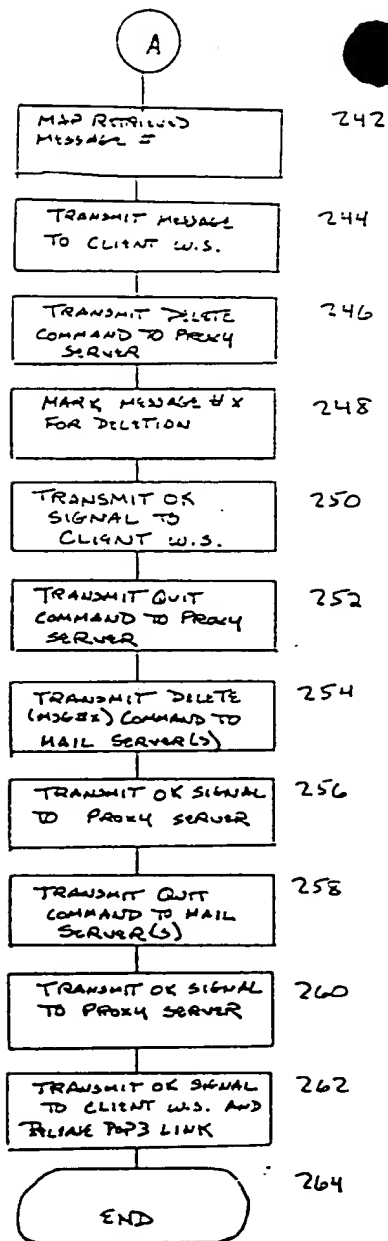 A
MAP RETRIEVED
MESSAGE #
242
TRANSMIT MESSAGE
TO CLIENT W.S.
244
TRANSMIT DELETE
COMMAND TO PROXY
SERVER
246
MARK MESSAGE #X
FOR DELETION
248
TRANSMIT OK
SIGNAL TO
CLIENT W.S.
250
TRANSMIT QUIT
COMMAND TO PROXY
SERVER
252
TRANSMIT DELETE
(MSG#X) COMMAND TO
MAIL SERVER(S)
254
TRANSMIT OK SIGNAL
TO PROXY SERVER
256
TRANSMIT QUIT
COMMAND TO MAIL
SERVER(S)
258
TRANSMIT OK SIGNAL
TO PROXY SERVER
260
TRANSMIT OK SIGNAL
TO CLIENT W.S. AND
RELEASE POP3 LINK
262
END
264